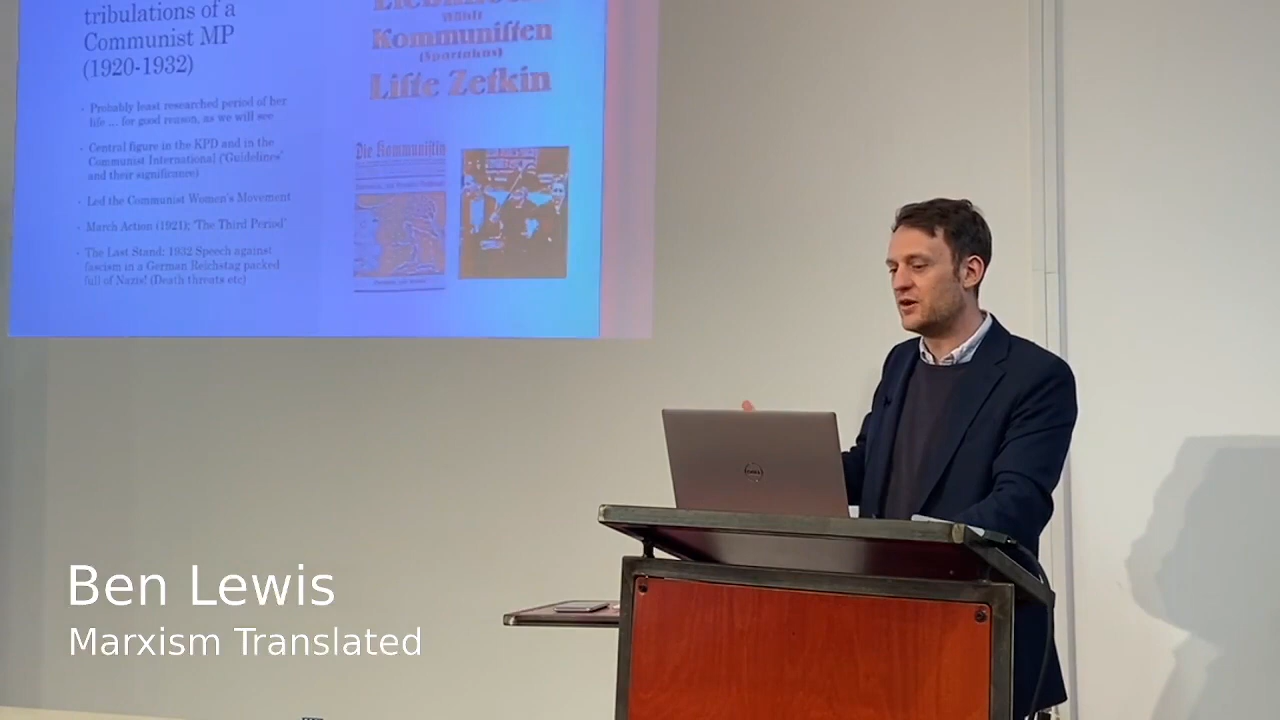 tribulations of a
Communist MP
(1920-1932)
· Probably least researched period of her
life ... for good reason, as we will see
· Central figure in the KPD and in the
Communist International ('Guidelines'
and their significance)
· Led the Communist Women's Movement
· March Action (1921); 'The Third Period'
· The Last Stand: 1932 Speech against
fascism in a German Reichstag packed
full of Nazis! (Death threats etc)
Wählt
Kommunisten
(Spartakus)
Liste Zetkin
Die Kommunistin
DELL
Ben Lewis
Marxism Translated